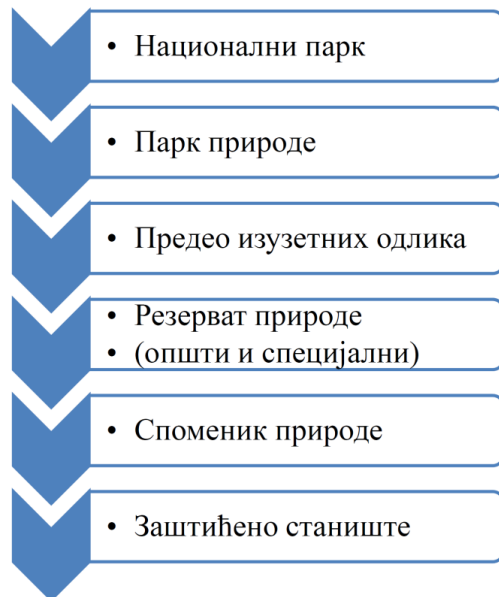 • Национални парк
• Парк природе
• Предео изузетних одлика
• Резерват природе
• (општи и специјални)
• Споменик природе
• Заштићено станиште